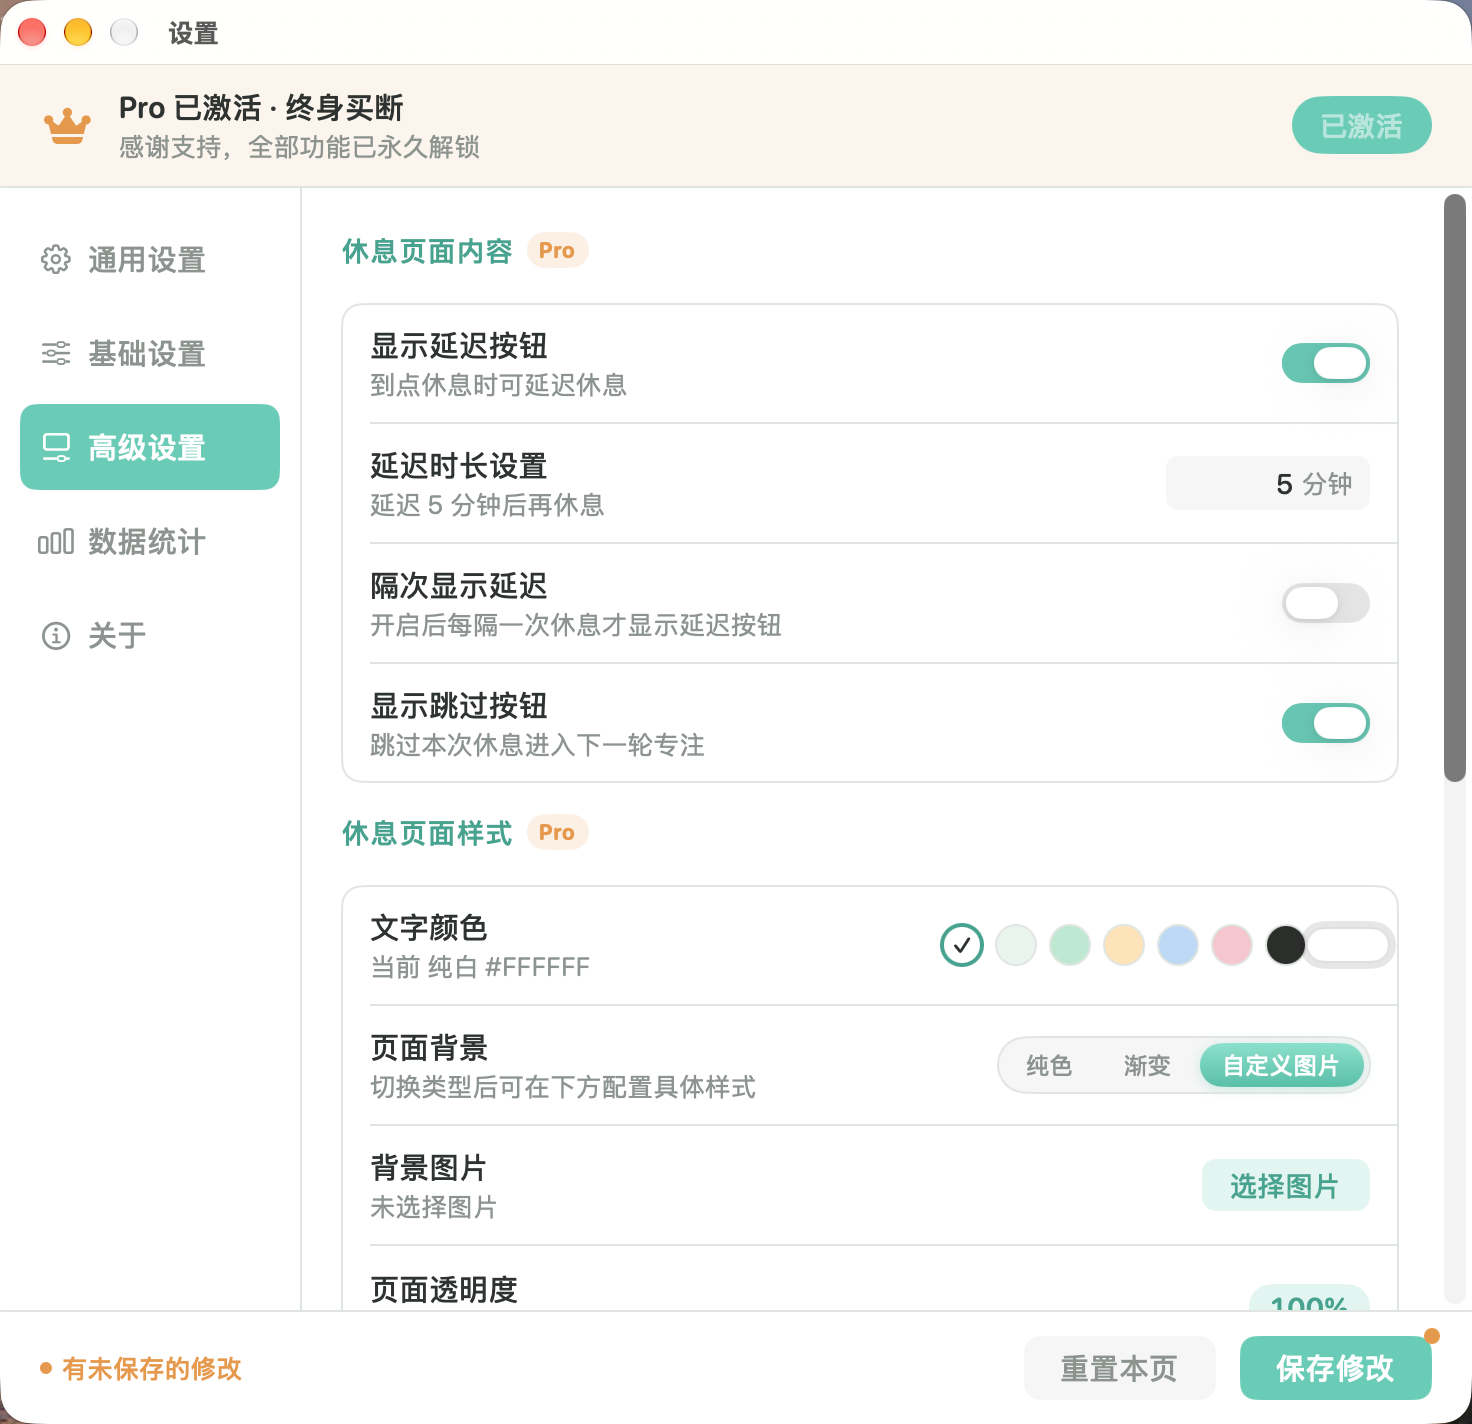 设置
Pro 已激活 · 终身买断
感谢支持，全部功能已永久解锁
已激活
通用设置
基础设置
高级设置
数据统计
关于
休息页面内容 Pro
显示延迟按钮
到点休息时可延迟休息
延迟时长设置
延迟 5 分钟后再休息
5 分钟
隔次显示延迟
开启后每隔一次休息才显示延迟按钮
显示跳过按钮
跳过本次休息进入下一轮专注
休息页面样式 Pro
文字颜色
当前 纯白 #FFFFFF
页面背景
切换类型后可在下方配置具体样式
纯色 渐变 自定义图片
背景图片
未选择图片
选择图片
页面透明度
100%
有未保存的修改
重置本页
保存修改